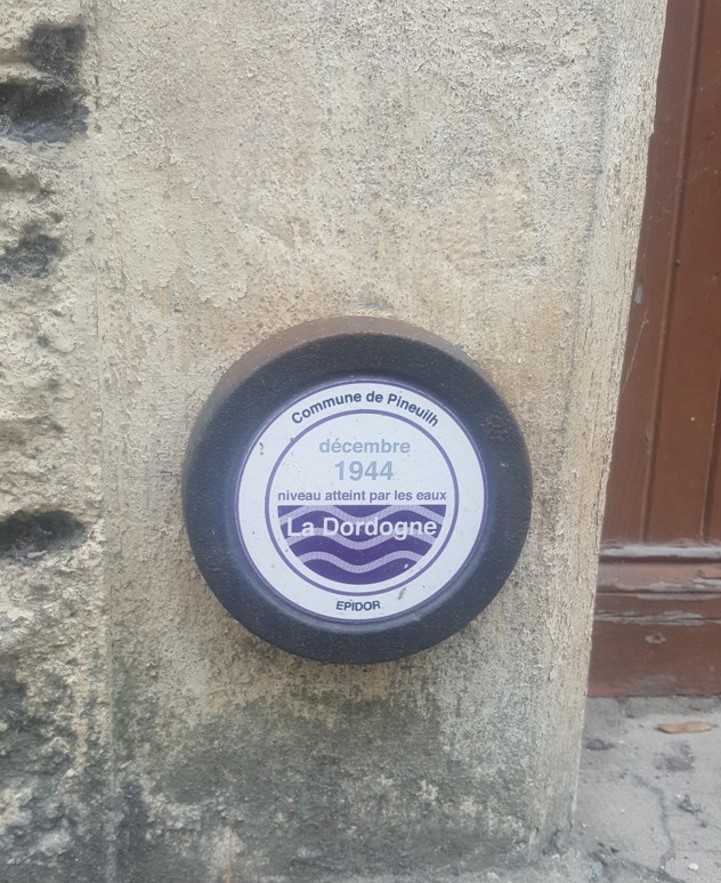 Commune de Pineuilh
décembre
1944
niveau atteint par les eaux
La Dordogne
EPIDOR